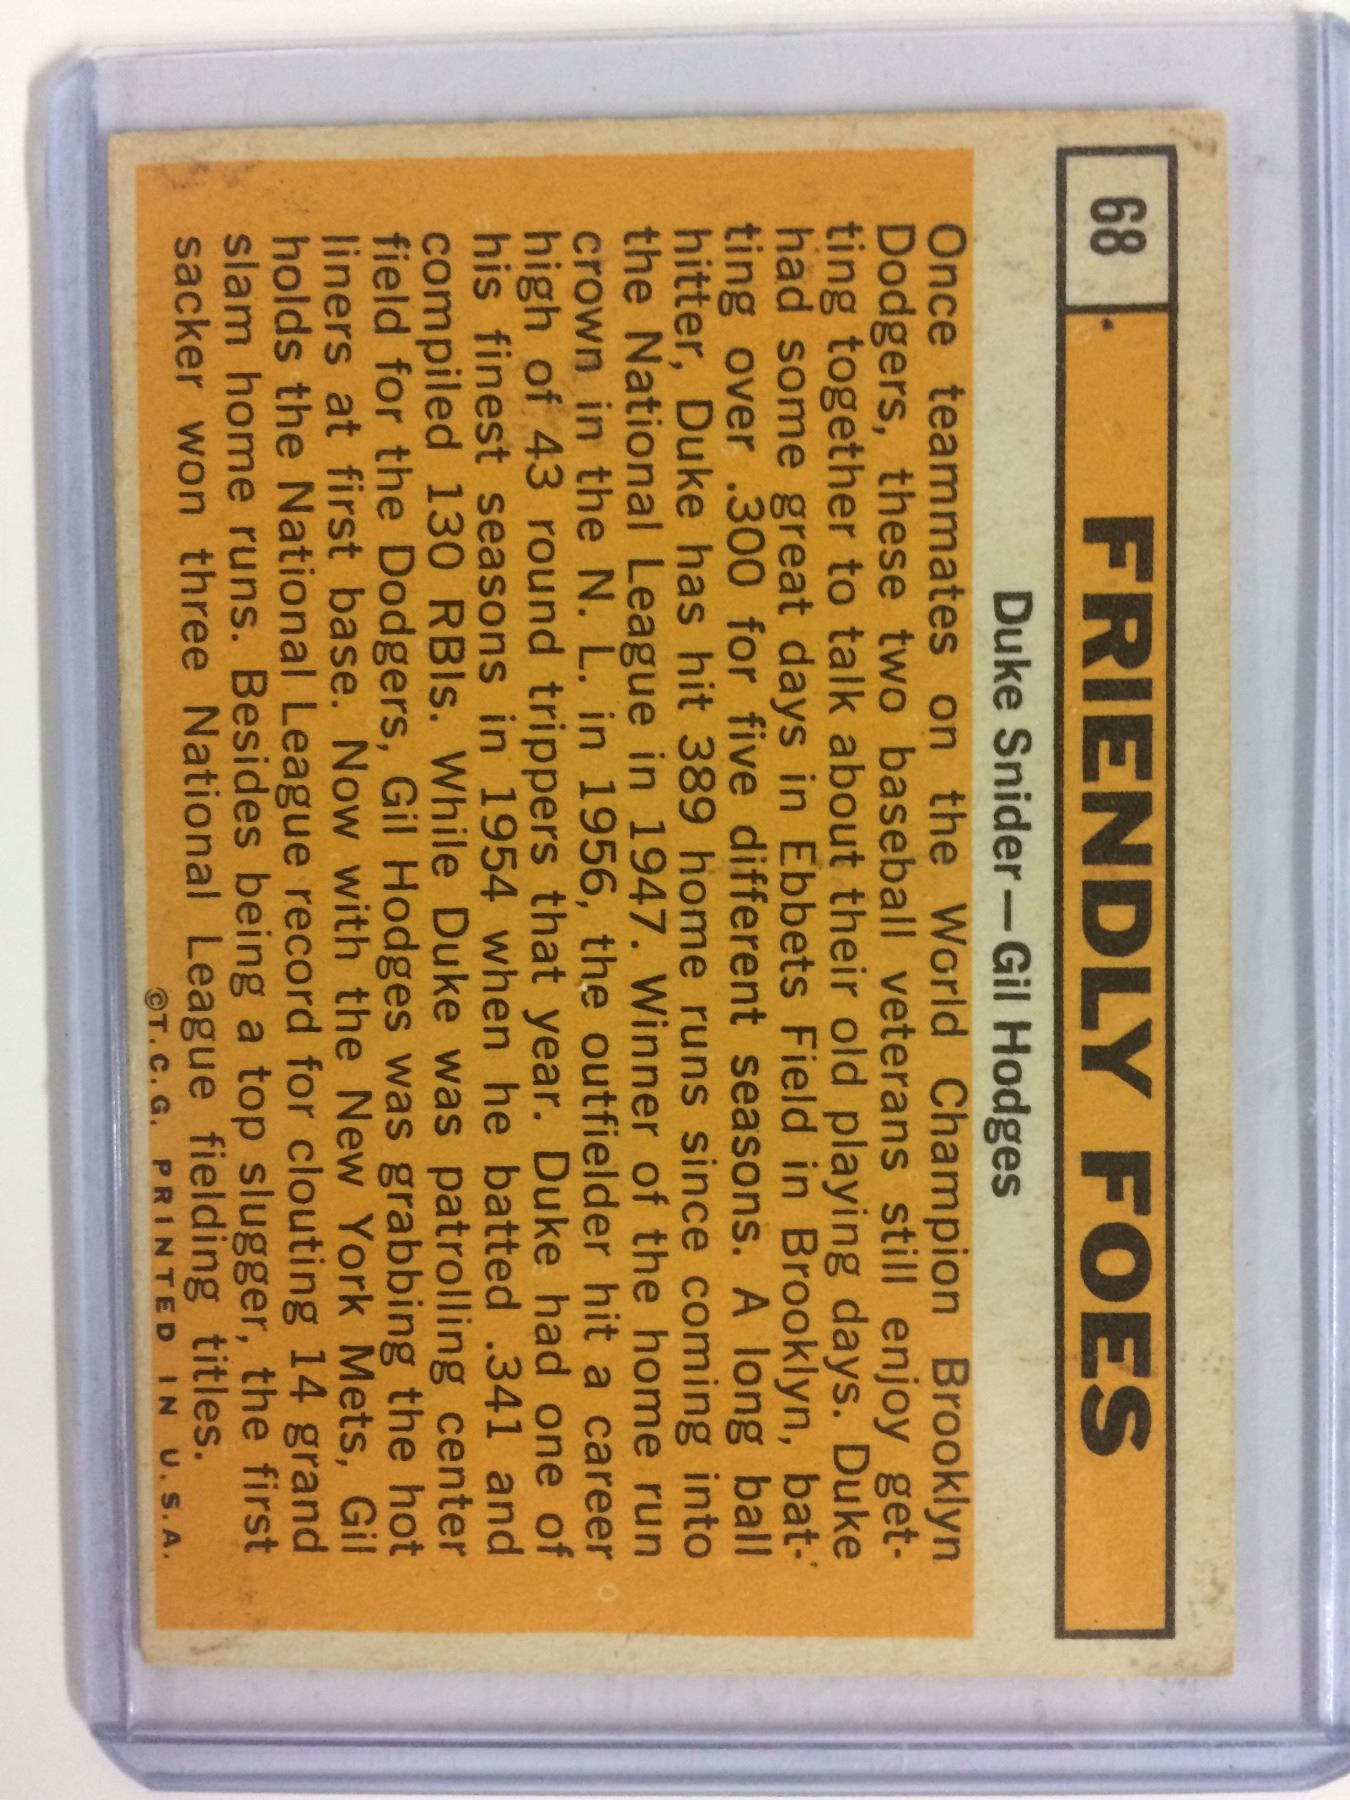 68
FRIENDLY FOES
Duke Snider—Gil Hodges
Once teammates on the World Champion Brooklyn
Dodgers, these two baseball veterans still enjoy get-
ting together to talk about their old playing days. Duke
had some great days in Ebbets Field in Brooklyn, bat-
ting over .300 for five different seasons. A long ball
hitter, Duke has hit 389 home runs since coming into
the National League in 1947. Winner of the home run
crown in the N. L. in 1956, the outfielder hit a career
high of 43 round trippers that year. Duke had one of
his finest seasons in 1954 when he batted .341 and
compiled 130 RBIs. While Duke was patrolling center
field for the Dodgers, Gil Hodges was grabbing the hot
liners at first base. Now with the New York Mets, Gil
holds the National League record for clouting 14 grand
slam home runs. Besides being a top slugger, the first
sacker won three National League fielding titles.
©T.C.G. PRINTED IN U.S.A.